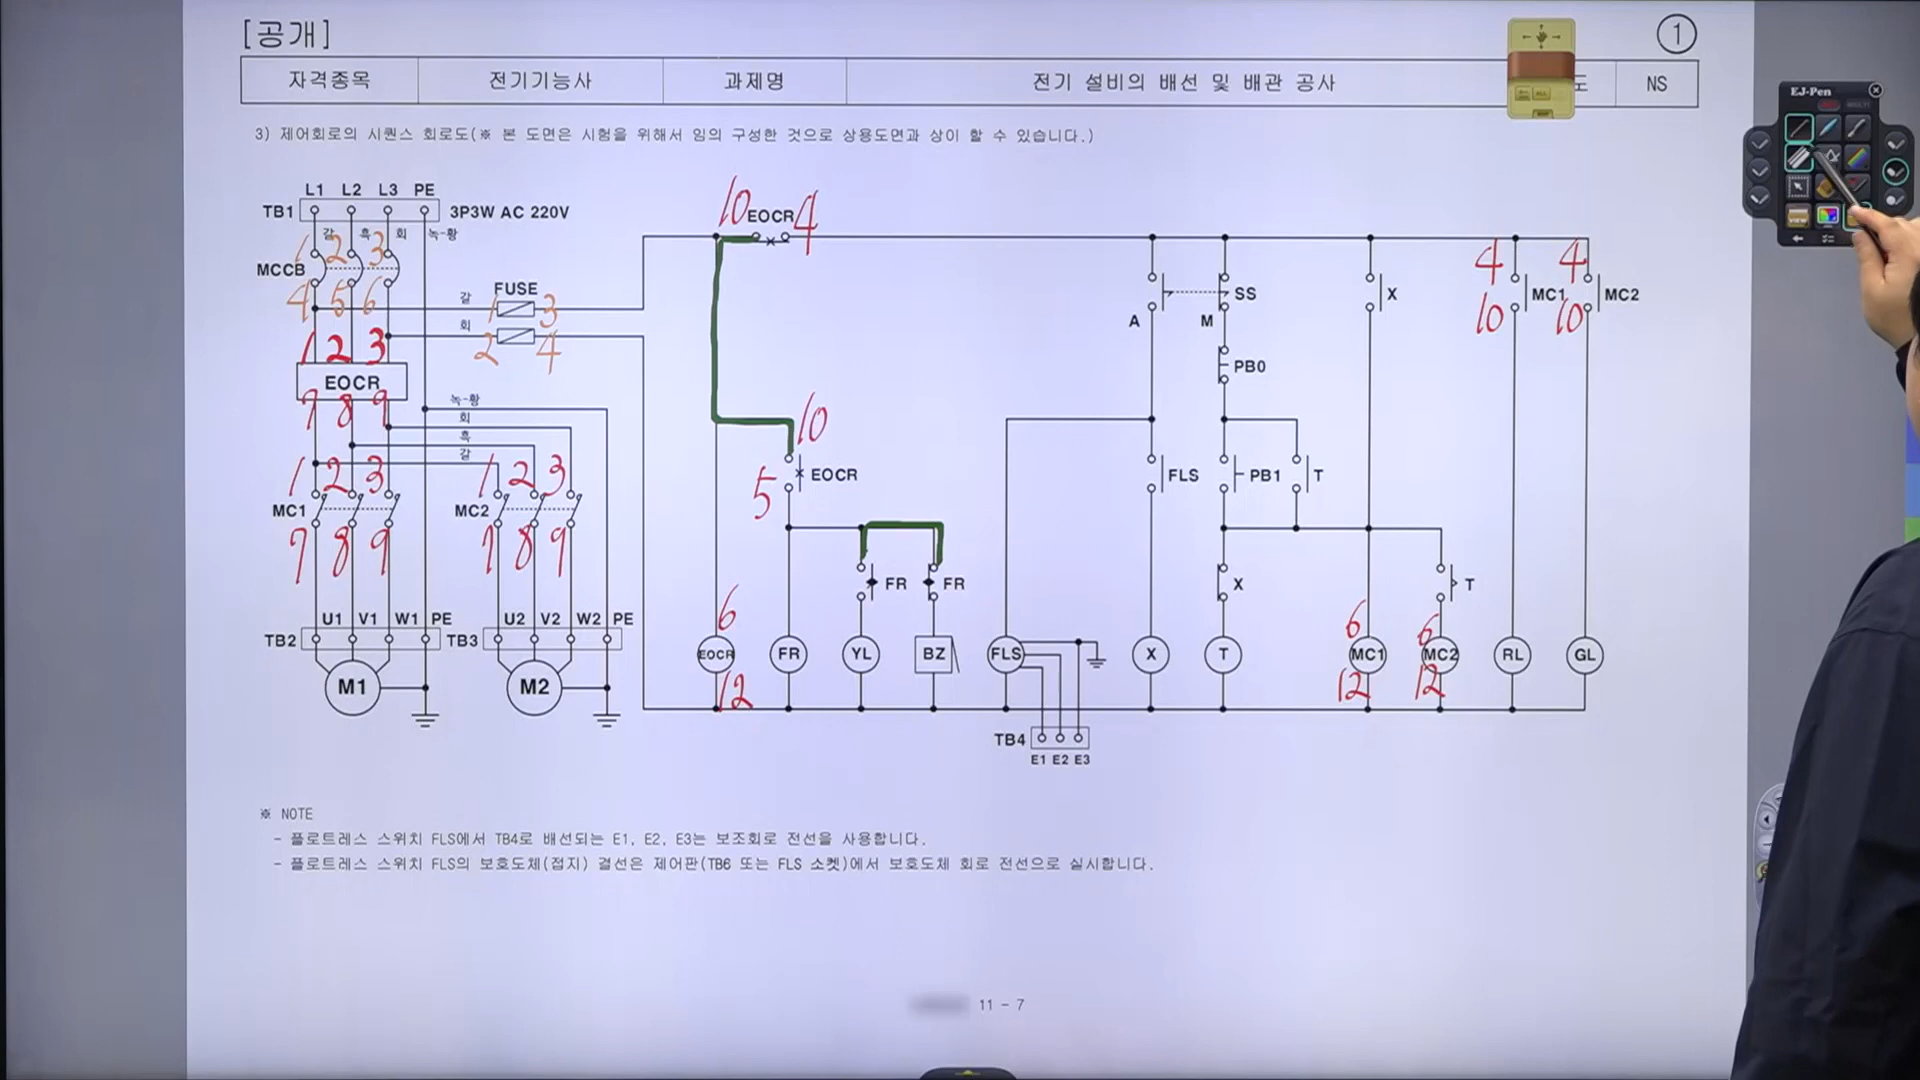 [공개]
1
자격종목 전기기능사 과제명 전기 설비의 배선 및 배관 공사 도 NS
3) 제어회로의 시퀀스 회로도(※ 본 도면은 시험을 위해서 임의 구성한 것으로 상용도면과 상이 할 수 있습니다.)
EJ-Pen
L1 L2 L3 PE
TB1 3P3W AC 220V
갈 흑 회 녹-황
1 2 3
MCCB
4 5 6
갈 FUSE
1 3
회
2 4
1 2 3
EOCR
7 8 9
녹-황
회
흑
갈
1 2 3 1 2 3
MC1 MC2
7 8 9 7 8 9
U1 V1 W1 PE U2 V2 W2 PE
TB2 TB3
M1 M2
10 EOCR 4
10
5 EOCR
FR FR
6
EOCR FR YL BZ FLS X T MC1 MC2 RL GL
12
A M SS
PB0
FLS PB1 T
X
X T
6 6
12 12
4 4
MC1 MC2
10 10
TB4
E1 E2 E3
※ NOTE
- 플로트레스 스위치 FLS에서 TB4로 배선되는 E1, E2, E3는 보조회로 전선을 사용합니다.
- 플로트레스 스위치 FLS의 보호도체(접지) 결선은 제어판(TB6 또는 FLS 소켓)에서 보호도체 회로 전선으로 실시합니다.
11 - 7